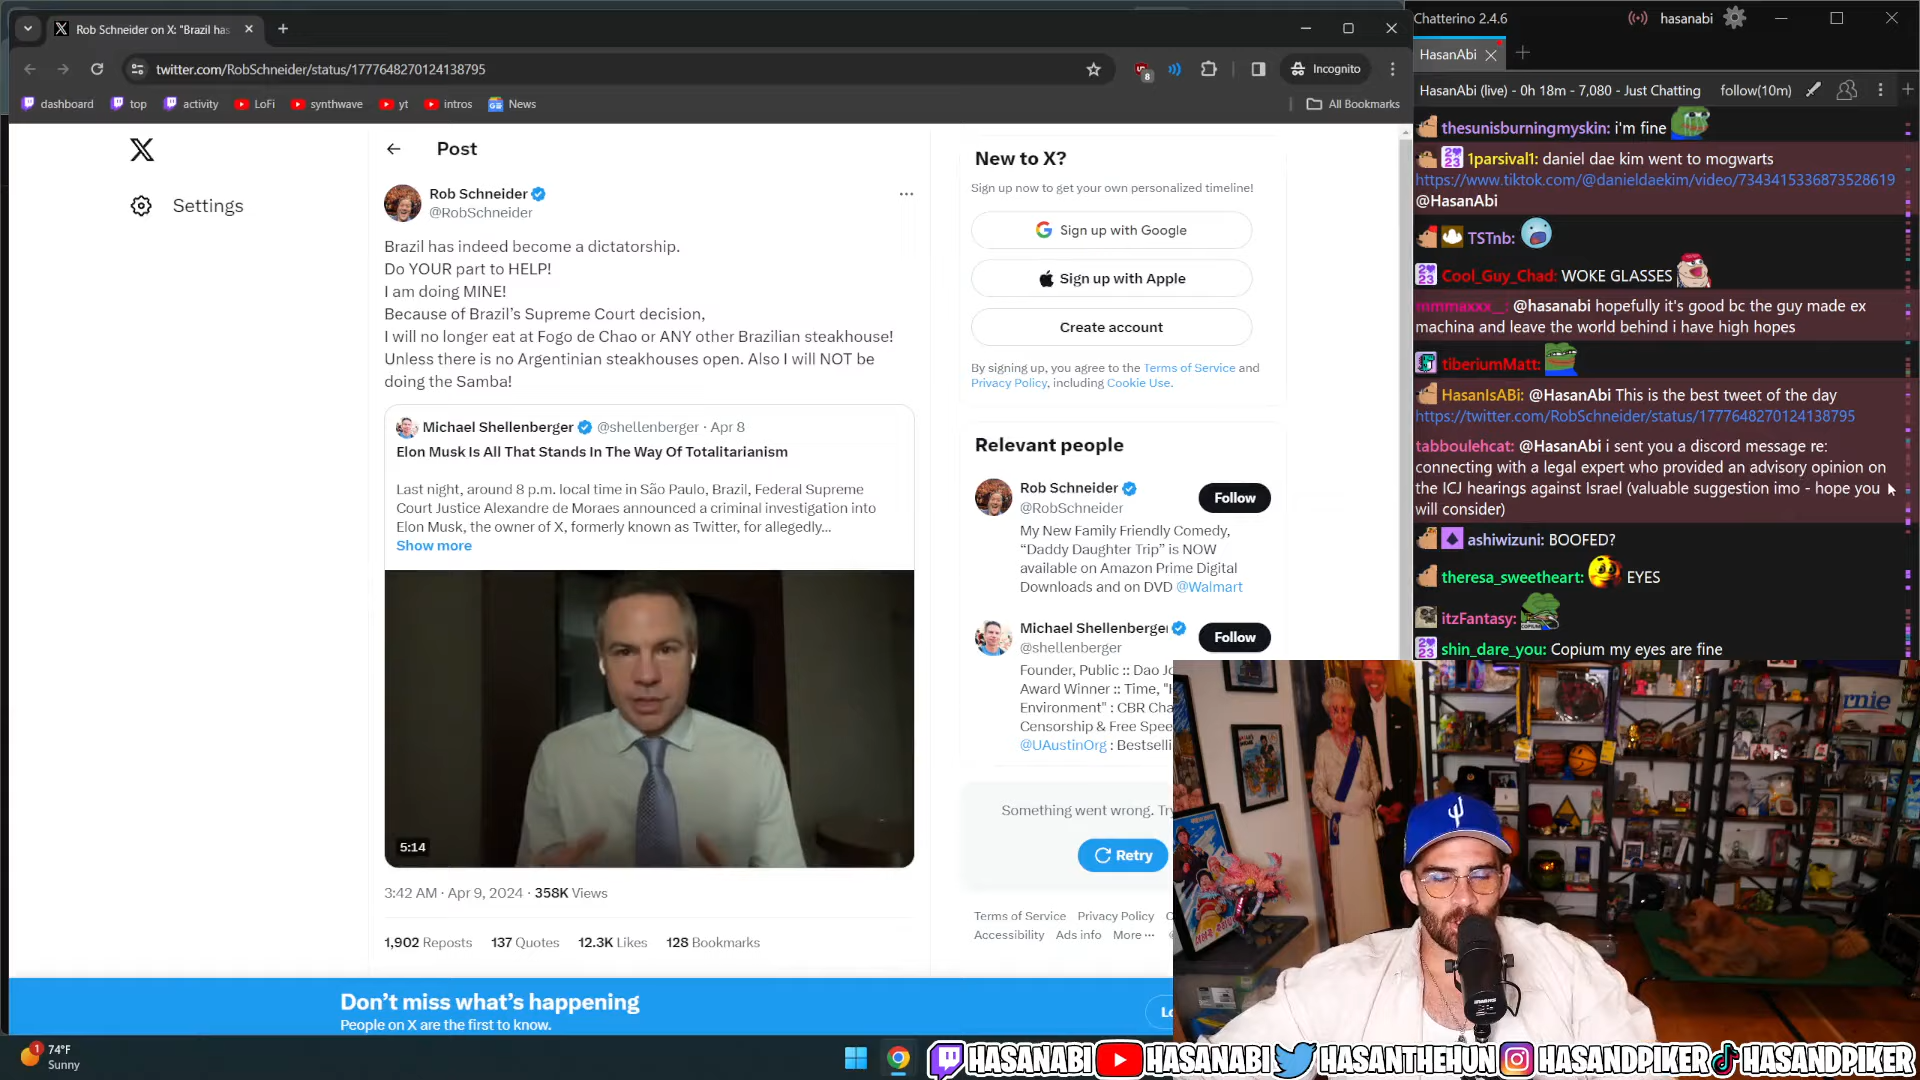 Rob Schneider on X: "Brazil has
twitter.com/RobSchneider/status/1777648270124138795
8
Incognito
dashboard
top
activity
LoFi
synthwave
yt
intros
News
All Bookmarks
Settings
Post
Rob Schneider
@RobSchneider
Brazil has indeed become a dictatorship.
Do YOUR part to HELP!
I am doing MINE!
Because of Brazil's Supreme Court decision,
I will no longer eat at Fogo de Chao or ANY other Brazilian steakhouse!
Unless there is no Argentinian steakhouses open. Also I will NOT be
doing the Samba!
Michael Shellenberger @shellenberger · Apr 8
Elon Musk Is All That Stands In The Way Of Totalitarianism
Last night, around 8 p.m. local time in São Paulo, Brazil, Federal Supreme
Court Justice Alexandre de Moraes announced a criminal investigation into
Elon Musk, the owner of X, formerly known as Twitter, for allegedly...
Show more
5:14
3:42 AM · Apr 9, 2024 · 358K Views
1,902 Reposts 137 Quotes 12.3K Likes 128 Bookmarks
New to X?
Sign up now to get your own personalized timeline!
Sign up with Google
Sign up with Apple
Create account
By signing up, you agree to the Terms of Service and
Privacy Policy, including Cookie Use.
Relevant people
Rob Schneider
@RobSchneider
Follow
My New Family Friendly Comedy,
"Daddy Daughter Trip" is NOW
available on Amazon Prime Digital
Downloads and on DVD @Walmart
Michael Shellenberger
@shellenberger
Follow
Founder, Public :: Dao Jo
Award Winner :: Time, "H
Environment" : CBR Cha
Censorship & Free Spee
@UAustinOrg : Bestselli
Something went wrong. Try
Retry
Terms of Service Privacy Policy C
Accessibility Ads info More ···
Don't miss what's happening
People on X are the first to know.
Lo
1
74°F
Sunny
Chatterino 2.4.6
hasanabi
HasanAbi
HasanAbi (live) - 0h 18m - 7,080 - Just Chatting follow(10m)
thesunisburningmyskin: i'm fine
1parsival1: daniel dae kim went to mogwarts
https://www.tiktok.com/@danieldaekim/video/7343415336873528619
@HasanAbi
TSTnb:
Cool_Guy_Chad: WOKE GLASSES
mmmaxxx__: @hasanabi hopefully it's good bc the guy made ex
machina and leave the world behind i have high hopes
tiberiumMatt:
HasanIsABi: @HasanAbi This is the best tweet of the day
https://twitter.com/RobSchneider/status/1777648270124138795
tabboulehcat: @HasanAbi i sent you a discord message re:
connecting with a legal expert who provided an advisory opinion on
the ICJ hearings against Israel (valuable suggestion imo - hope you
will consider)
ashiwizuni: BOOFED?
theresa_sweetheart: EYES
itzFantasy:
shin_dare_you: Copium my eyes are fine
rnie
HASANABI HASANABI HASANTHEHUN HASANDPIKER HASANDPIKER